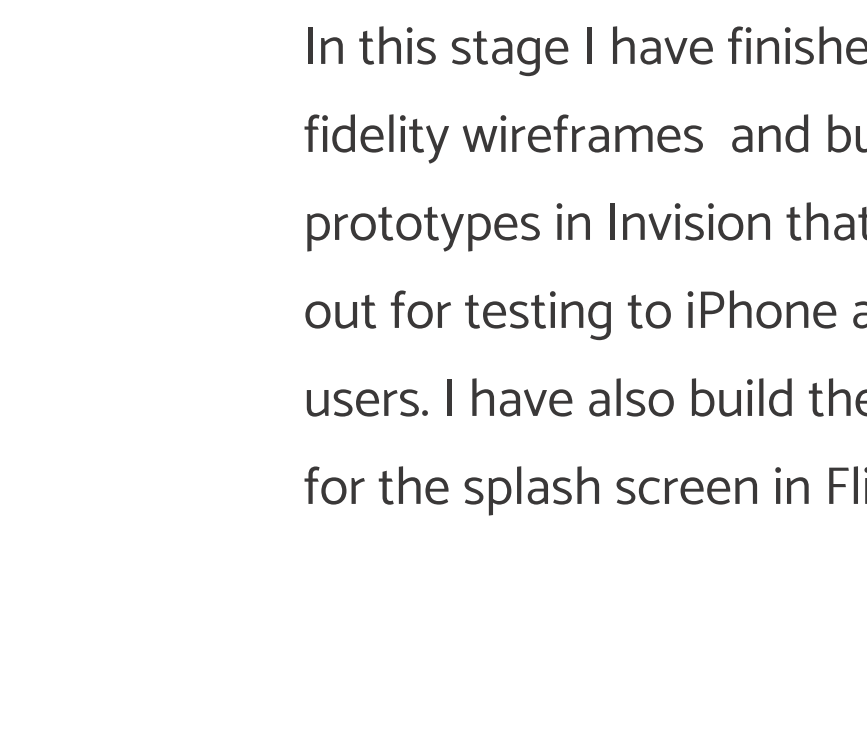 In this stage I have finishe
fidelity wireframes  and bu
prototypes in Invision that
out for testing to iPhone a
users. I have also build the
for the splash screen in Fli